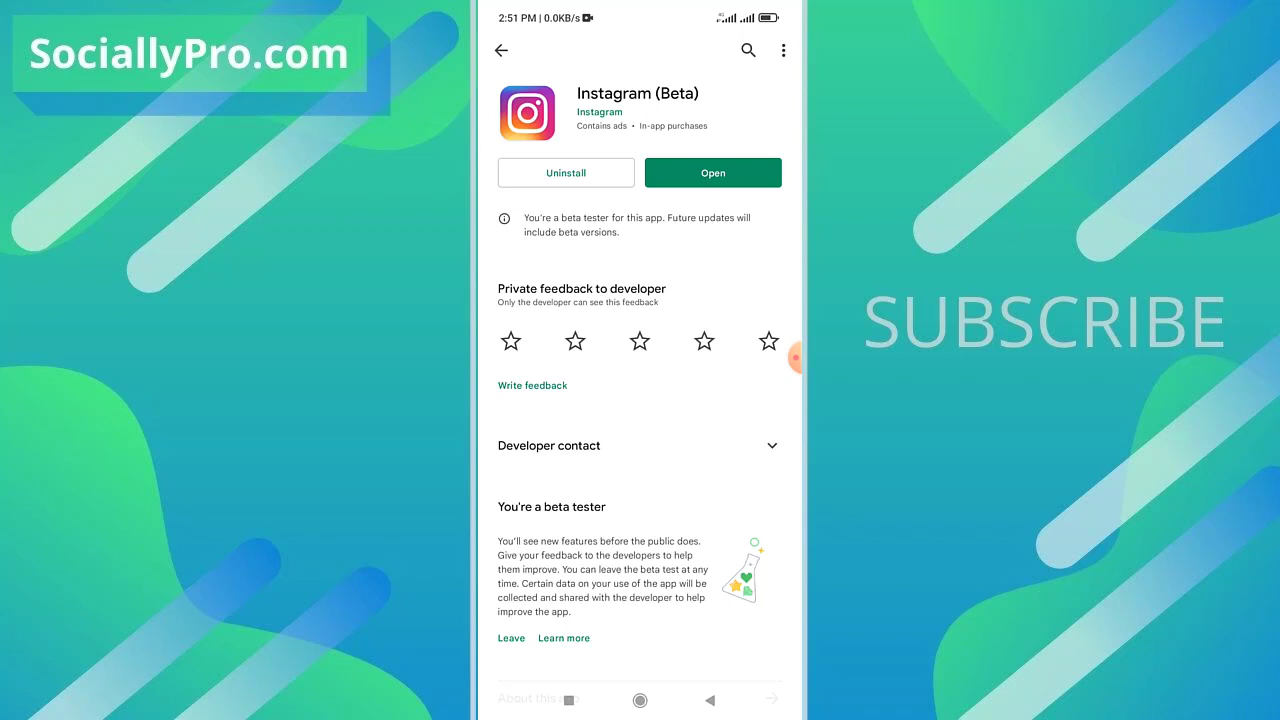 SociallyPro.com
2:51 PM | 0.0KB/s
4G
Instagram (Beta)
Instagram
Contains ads • In-app purchases
Uninstall
Open
You're a beta tester for this app. Future updates will
include beta versions.
Private feedback to developer
Only the developer can see this feedback
Write feedback
Developer contact
You're a beta tester
You'll see new features before the public does.
Give your feedback to the developers to help
them improve. You can leave the beta test at any
time. Certain data on your use of the app will be
collected and shared with the developer to help
improve the app.
Leave Learn more
About this app
SUBSCRIBE